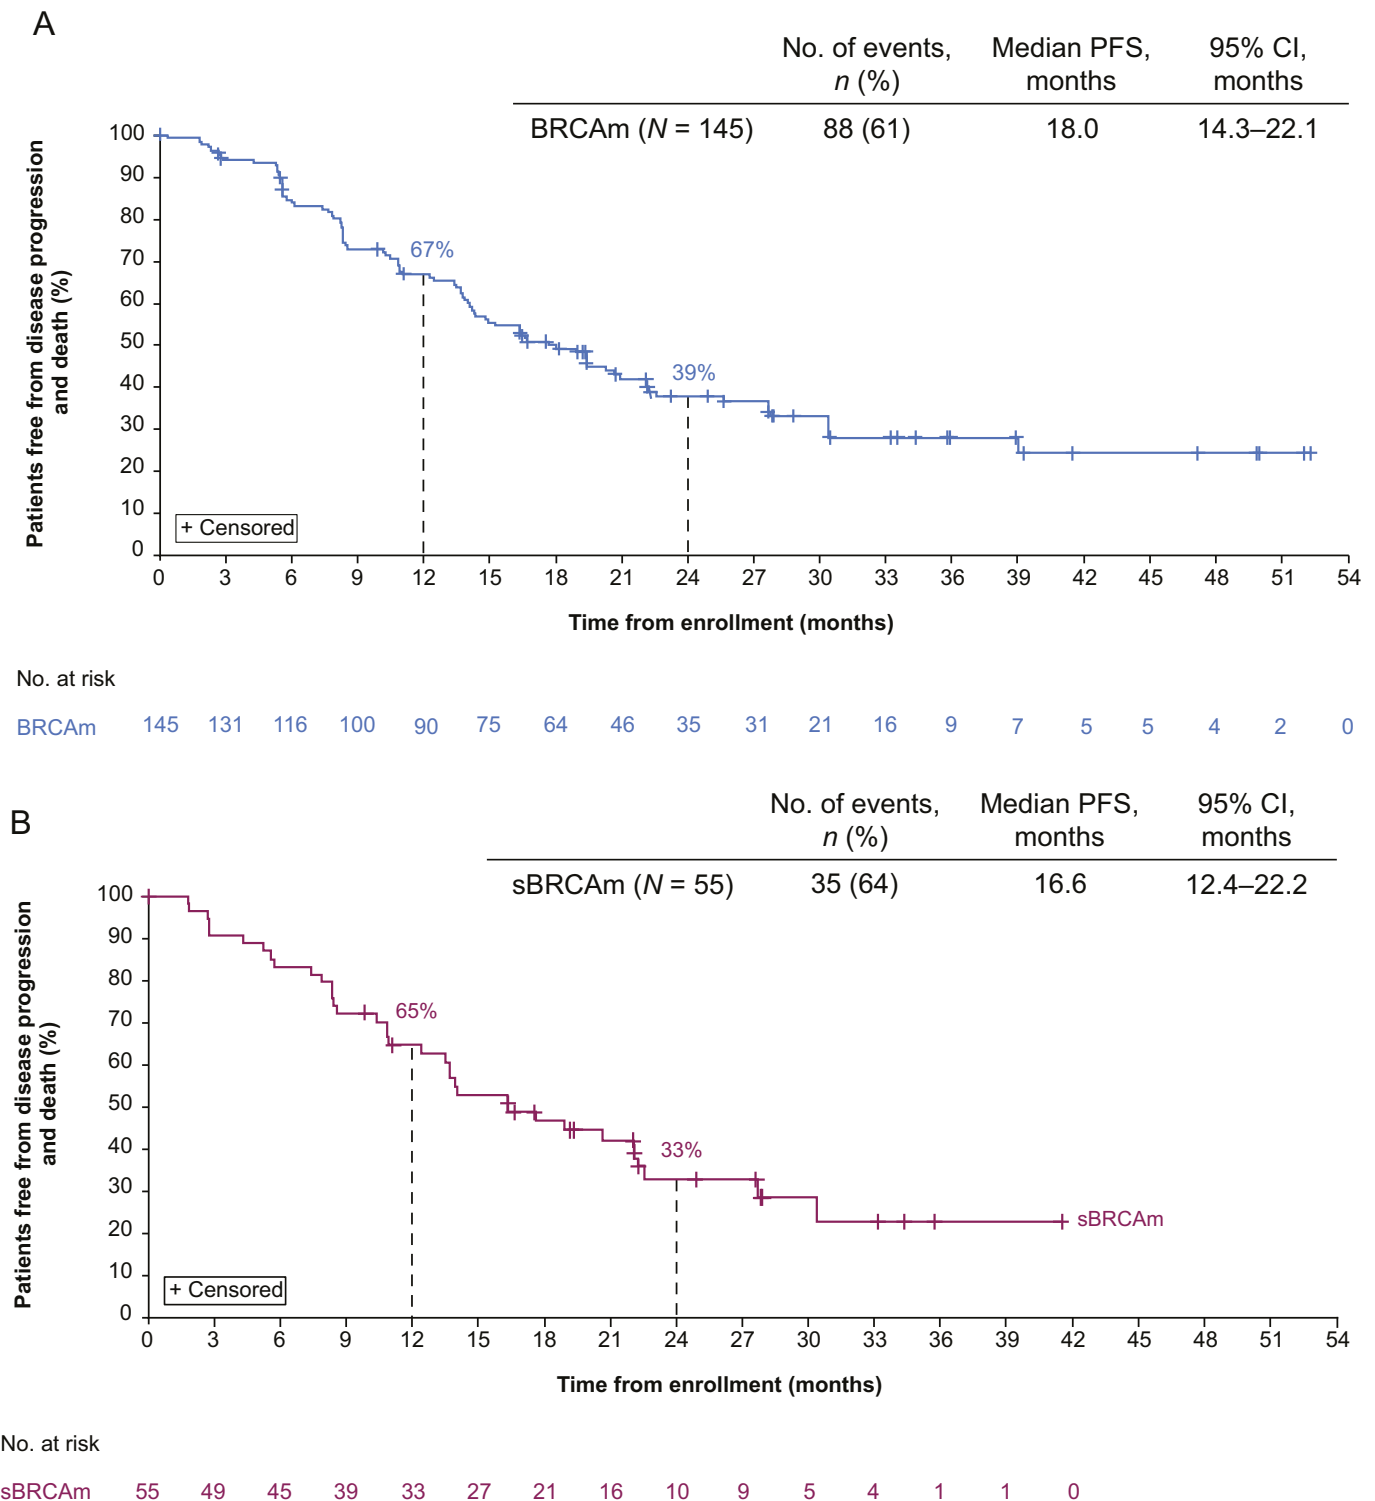 A
No. of events, Median PFS, 95% CI,
n (%) months months
BRCAm (N = 145) 88 (61) 18.0 14.3–22.1
Patients free from disease progression
and death (%)
100
90
80
70
60
50
40
30
20
10
0
67%
39%
+ Censored
0 3 6 9 12 15 18 21 24 27 30 33 36 39 42 45 48 51 54
Time from enrollment (months)
No. at risk
BRCAm 145 131 116 100 90 75 64 46 35 31 21 16 9 7 5 5 4 2 0
B
No. of events, Median PFS, 95% CI,
n (%) months months
sBRCAm (N = 55) 35 (64) 16.6 12.4–22.2
Patients free from disease progression
and death (%)
100
90
80
70
60
50
40
30
20
10
0
65%
33%
sBRCAm
+ Censored
0 3 6 9 12 15 18 21 24 27 30 33 36 39 42 45 48 51 54
Time from enrollment (months)
No. at risk
sBRCAm 55 49 45 39 33 27 21 16 10 9 5 4 1 1 0